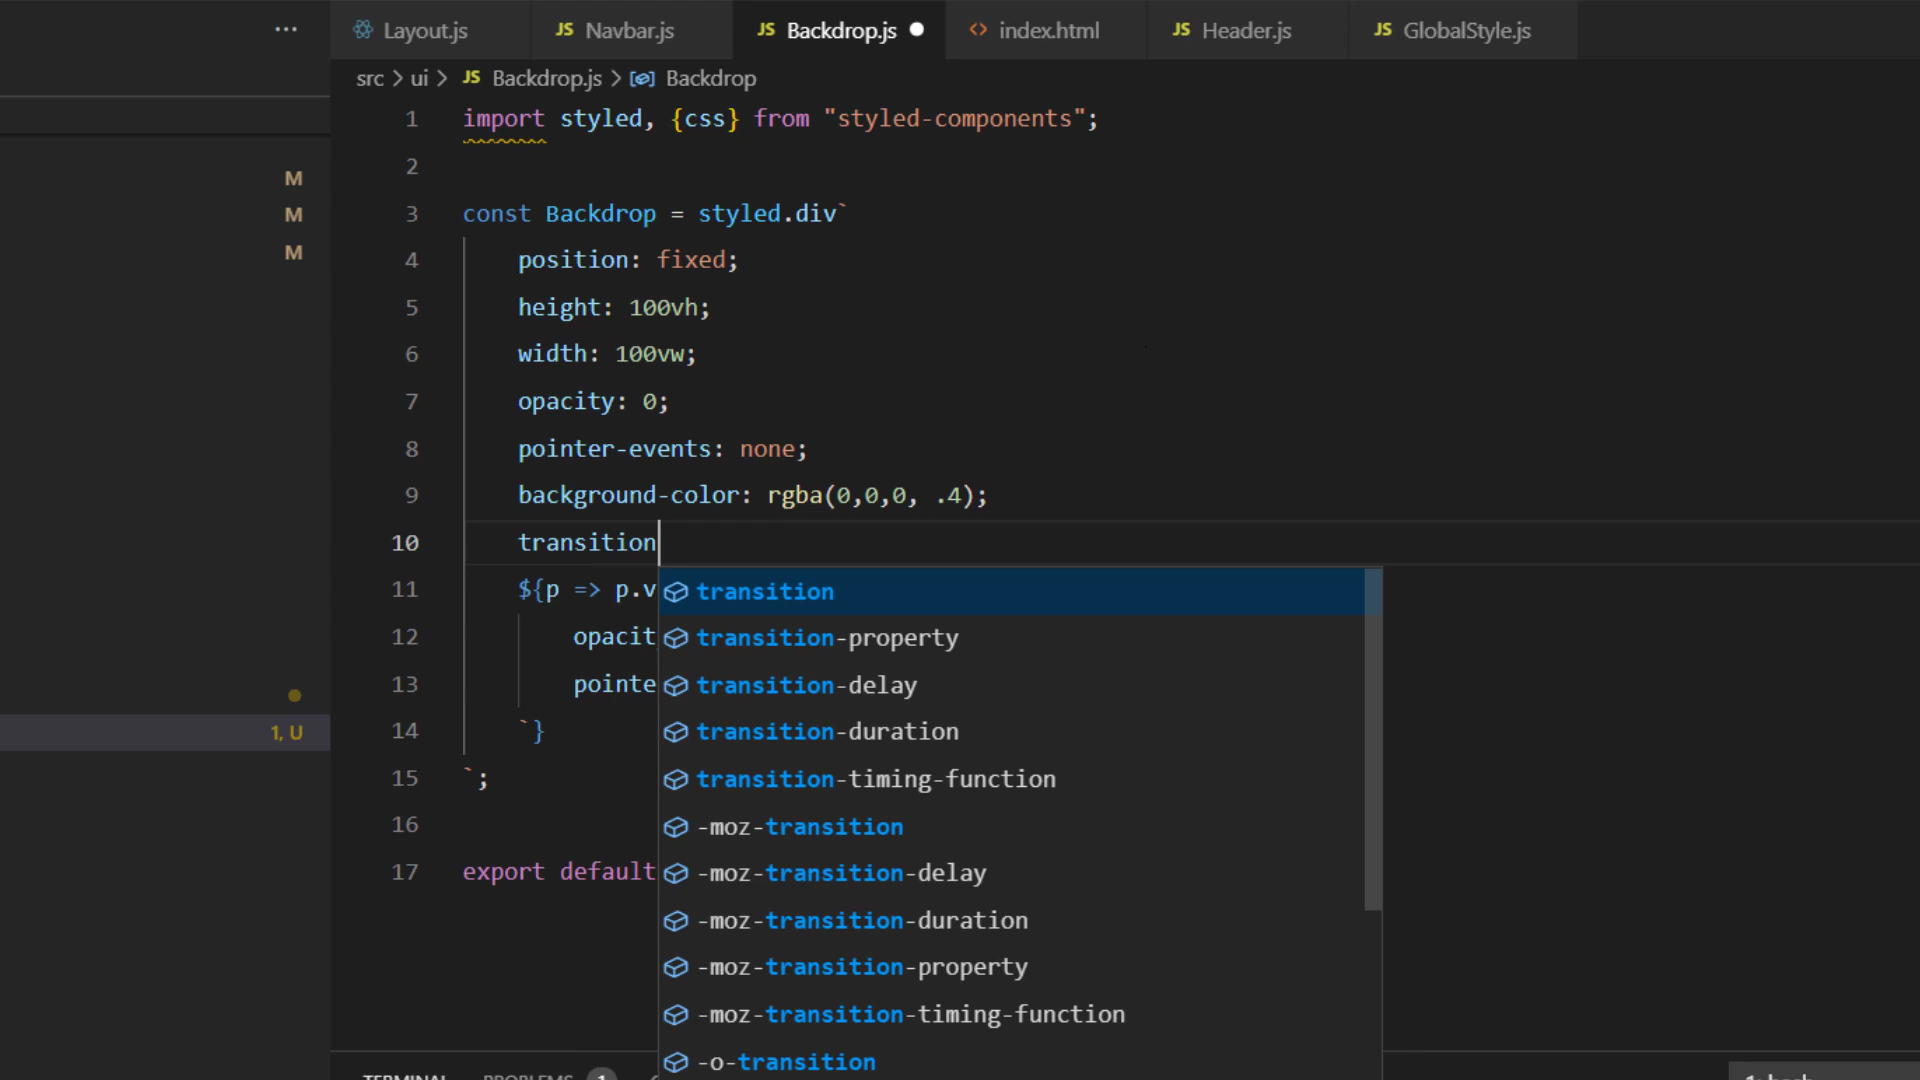 ... Layout.js JS Navbar.js JS Backdrop.js <> index.html JS Header.js JS GlobalStyle.js
src > ui > JS Backdrop.js > Backdrop
1 import styled, {css} from "styled-components";
M
2
M
3 const Backdrop = styled.div`
M
4 position: fixed;
5 height: 100vh;
6 width: 100vw;
7 opacity: 0;
8 pointer-events: none;
9 background-color: rgba(0,0,0, .4);
10 transition
11 ${p => p.v
transition
12 opacit
transition-property
13 pointe
transition-delay
1, U
14 `}
transition-duration
15 `;
transition-timing-function
16
-moz-transition
17 export default
-moz-transition-delay
-moz-transition-duration
-moz-transition-property
-moz-transition-timing-function
-o-transition
TERMINAL PROBLEMS 1
1: bash